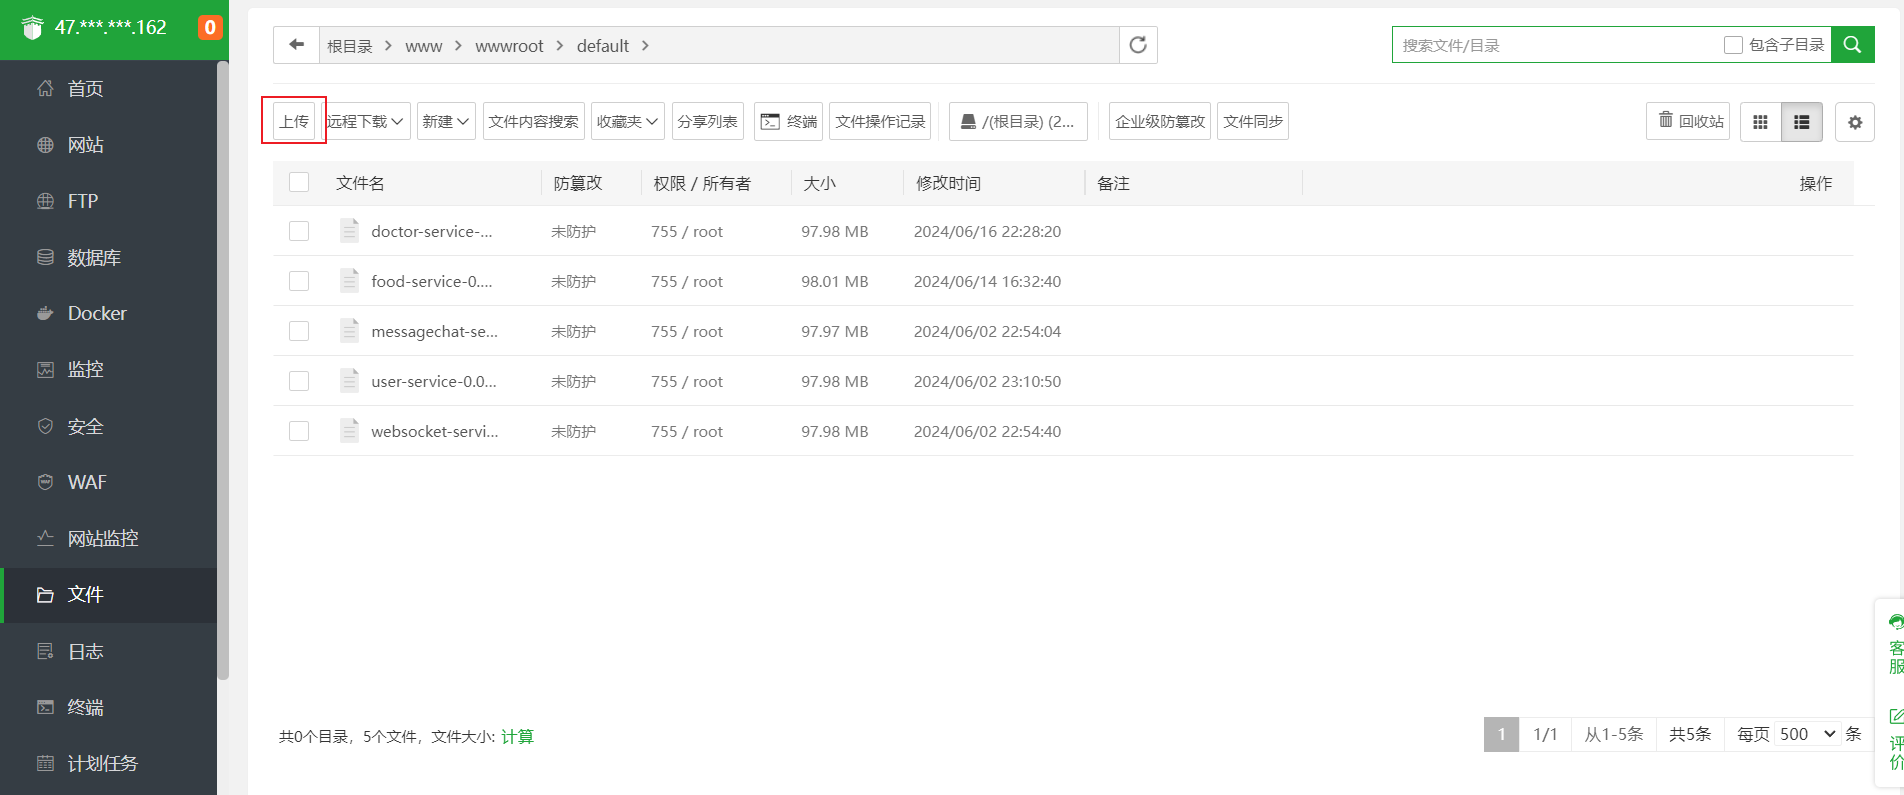 47.***.***.162 0
首页
网站
FTP
数据库
Docker
监控
安全
WAF
网站监控
文件
日志
终端
计划任务
根目录 www wwwroot default
搜索文件/目录 包含子目录
上传 远程下载 新建 文件内容搜索 收藏夹 分享列表 终端 文件操作记录 /(根目录) (2... 企业级防篡改 文件同步 回收站
文件名 防篡改 权限 / 所有者 大小 修改时间 备注 操作
doctor-service-... 未防护 755 / root 97.98 MB 2024/06/16 22:28:20
food-service-0.... 未防护 755 / root 98.01 MB 2024/06/14 16:32:40
messagechat-se... 未防护 755 / root 97.97 MB 2024/06/02 22:54:04
user-service-0.0... 未防护 755 / root 97.98 MB 2024/06/02 23:10:50
websocket-servi... 未防护 755 / root 97.98 MB 2024/06/02 22:54:40
共0个目录，5个文件，文件大小: 计算
1 1/1 从1-5条 共5条 每页 500 条
客服
评价